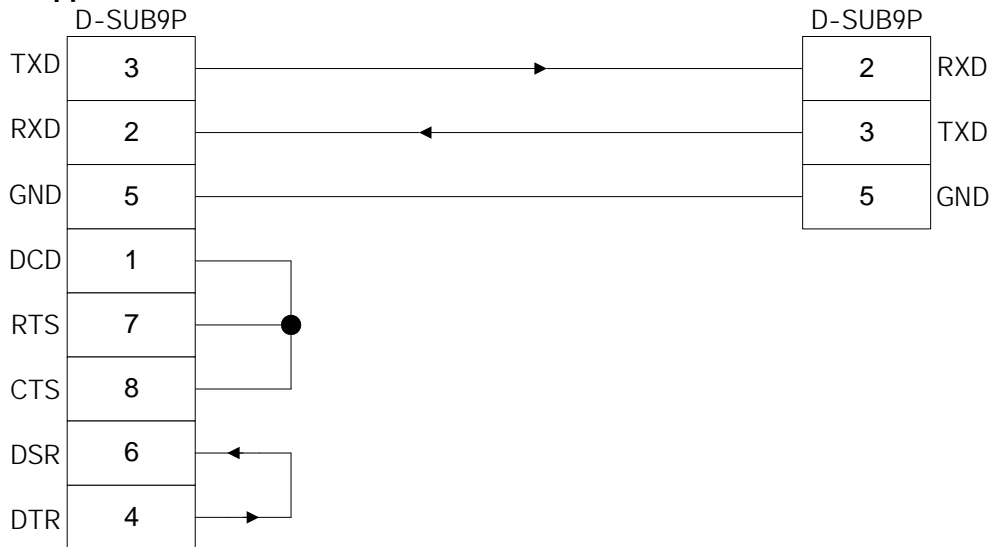 D-SUB9P D-SUB9P
TXD 3 2 RXD
RXD 2 3 TXD
GND 5 5 GND
DCD 1
RTS 7
CTS 8
DSR 6
DTR 4